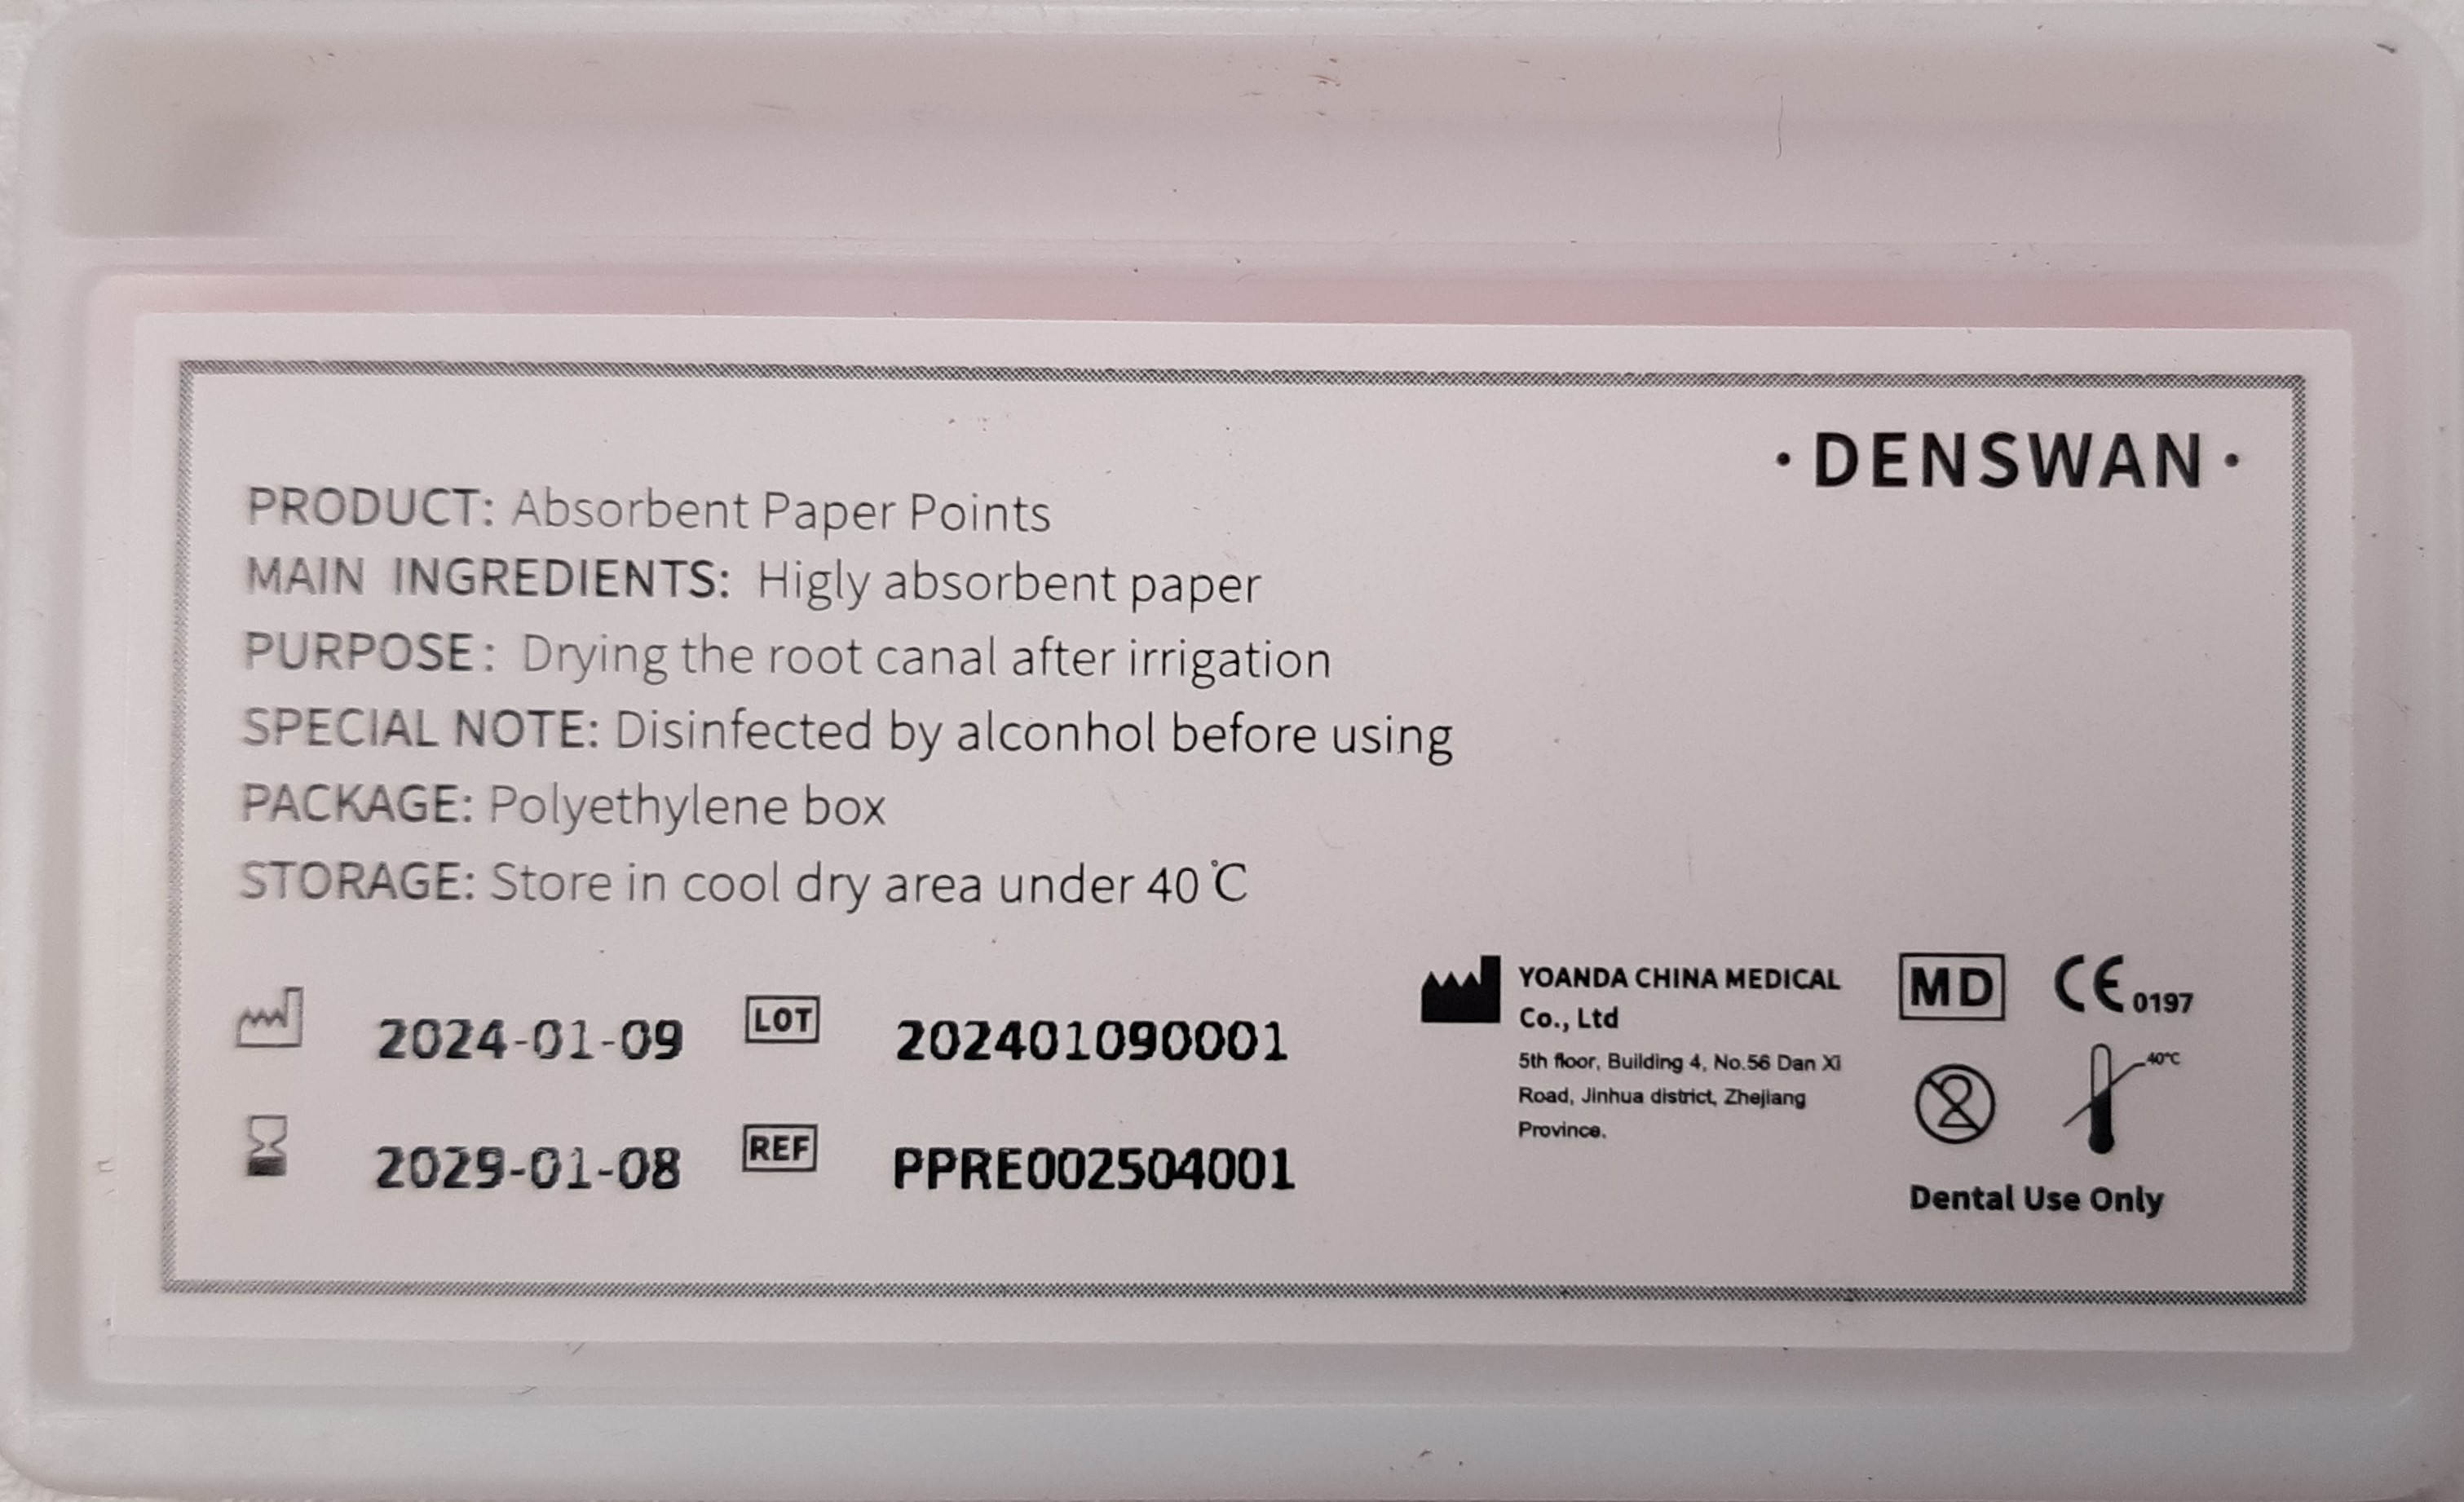 · DENSWAN ·
PRODUCT: Absorbent Paper Points
MAIN INGREDIENTS: Higly absorbent paper
PURPOSE: Drying the root canal after irrigation
SPECIAL NOTE: Disinfected by alconhol before using
PACKAGE: Polyethylene box
STORAGE: Store in cool dry area under 40℃
2024-01-09 LOT 202401090001
2029-01-08 REF PPRE002504001
YOANDA CHINA MEDICAL
Co., Ltd
5th floor, Building 4, No.56 Dan Xi
Road, Jinhua district, Zhejiang
Province.
MD CE 0197
2 40℃
Dental Use Only